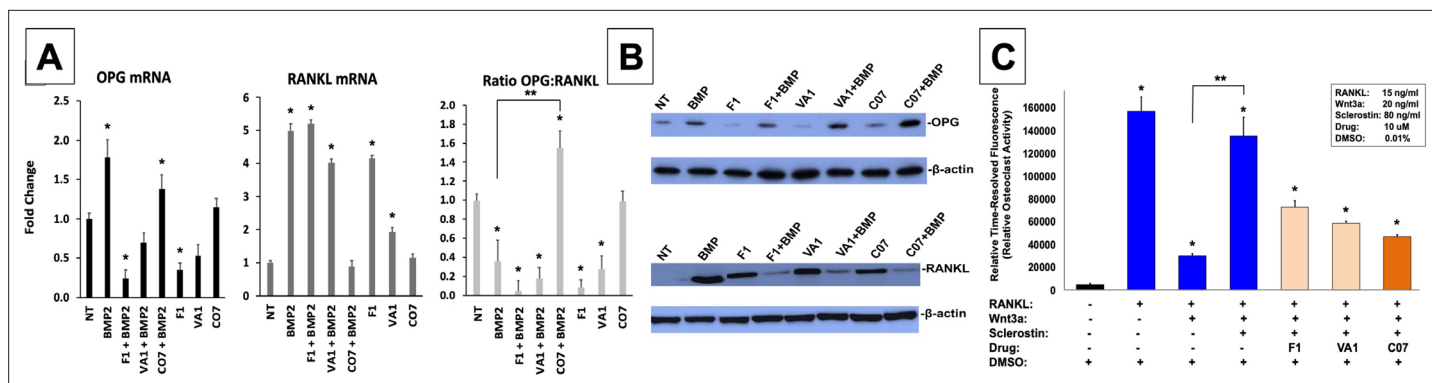 A
OPG mRNA
Fold Change
2.5
2.0
1.5
1.0
0.5
0.0
*
*
*
*
NT
BMP2
F1 + BMP2
VA1 + BMP2
CO7 + BMP2
F1
VA1
CO7
RANKL mRNA
6
5
4
3
2
1
0
*
*
*
*
*
NT
BMP2
F1 + BMP2
VA1 + BMP2
CO7 + BMP2
F1
VA1
CO7
Ratio OPG:RANKL
2.0
1.8
1.6
1.4
1.2
1.0
0.8
0.6
0.4
0.2
0.0
**
*
*
*
*
*
*
NT
BMP2
F1 + BMP2
VA1 + BMP2
CO7 + BMP2
F1
VA1
CO7
B
NT
BMP
F1
F1+BMP
VA1
VA1+BMP
C07
C07+BMP
-OPG
-β-actin
NT
BMP
F1
F1+BMP
VA1
VA1+BMP
C07
C07+BMP
-RANKL
-β-actin
C
Relative Time-Resolved Fluorescence
(Relative Osteoclast Activity)
160000
140000
120000
100000
80000
60000
40000
20000
0
*
*
**
*
*
*
*
RANKL: 15 ng/ml
Wnt3a: 20 ng/ml
Sclerostin: 80 ng/ml
Drug: 10 uM
DMSO: 0.01%
RANKL: - + + + + + +
Wnt3a: - - + + + + +
Sclerostin: - - - + + + +
Drug: - - - - F1 VA1 C07
DMSO: + + + + + + +